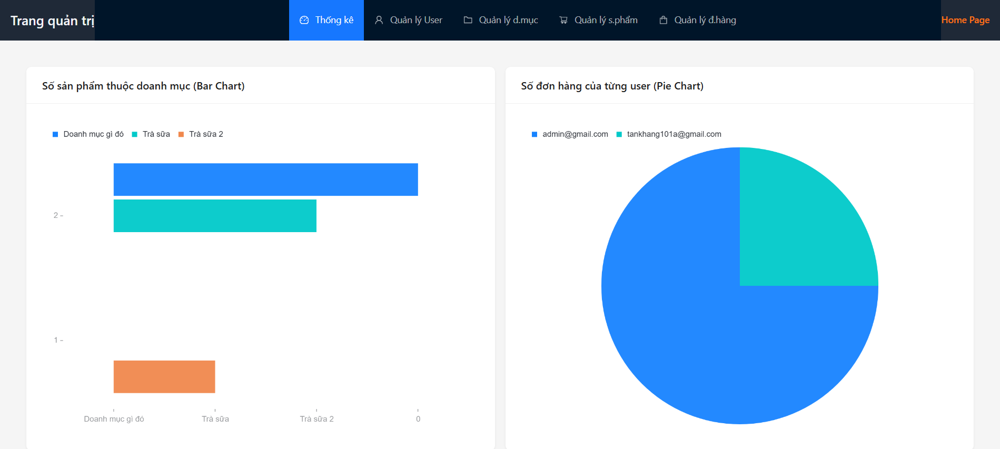 Trang quản trị
Thống kê
Quản lý User
Quản lý d.mục
Quản lý s.phẩm
Quản lý đ.hàng
Home Page
Số sản phẩm thuộc doanh mục (Bar Chart)
Doanh mục gì đó
Trà sữa
Trà sữa 2
2
1
Doanh mục gì đó
Trà sữa
Trà sữa 2
0
Số đơn hàng của từng user (Pie Chart)
admin@gmail.com
tankhang101a@gmail.com